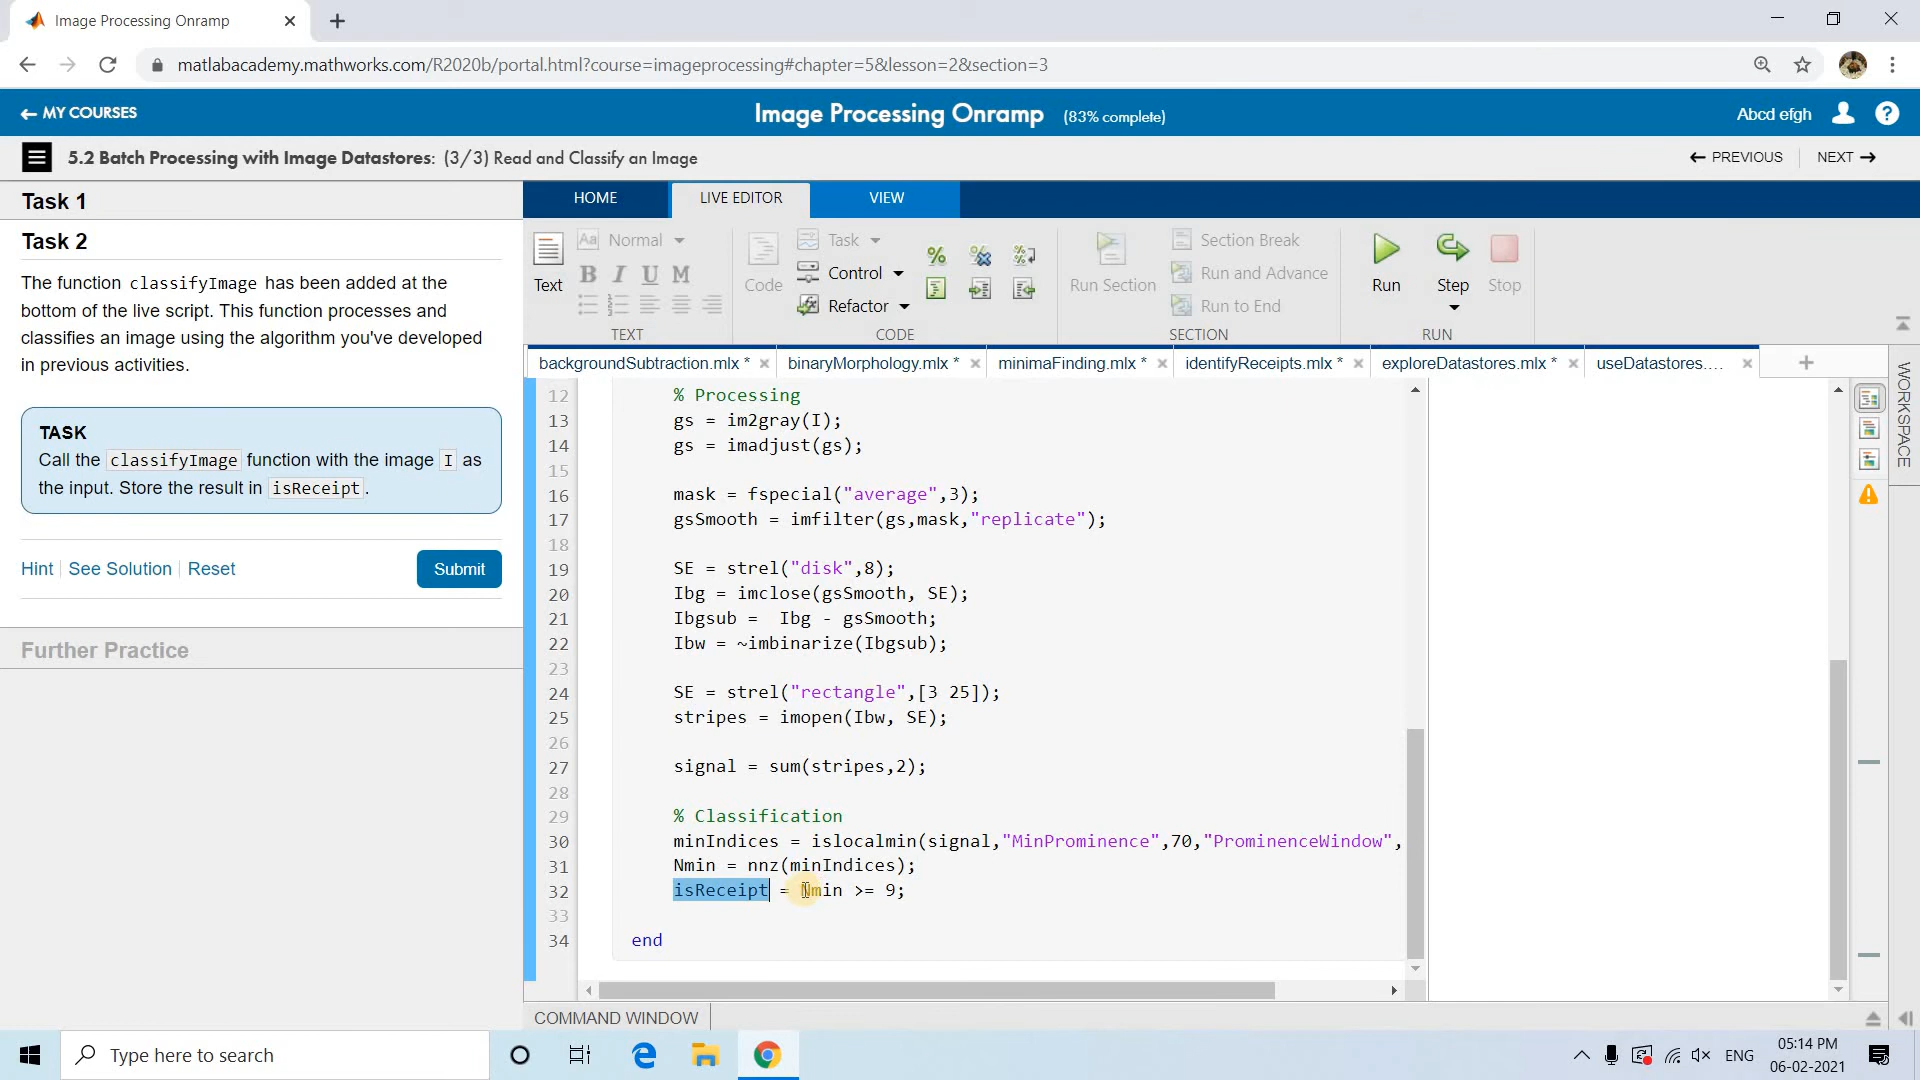 Image Processing Onramp
matlabacademy.mathworks.com/R2020b/portal.html?course=imageprocessing#chapter=5&lesson=2&section=3
MY COURSES
Image Processing Onramp (83% complete)
Abcd efgh
5.2 Batch Processing with Image Datastores: (3/3) Read and Classify an Image
PREVIOUS
NEXT
Task 1
Task 2
The function classifyImage has been added at the
bottom of the live script. This function processes and
classifies an image using the algorithm you've developed
in previous activities.
TASK
Call the classifyImage function with the image I as
the input. Store the result in isReceipt.
Hint
See Solution
Reset
Submit
Further Practice
HOME
LIVE EDITOR
VIEW
Text
Aa Normal
B I U M
TEXT
Code
Task
Control
Refactor
CODE
Run Section
Section Break
Run and Advance
Run to End
SECTION
Run
Step
Stop
RUN
backgroundSubtraction.mlx *
binaryMorphology.mlx *
minimaFinding.mlx *
identifyReceipts.mlx *
exploreDatastores.mlx *
useDatastores....
WORKSPACE
12 % Processing
13 gs = im2gray(I);
14 gs = imadjust(gs);
15
16 mask = fspecial("average",3);
17 gsSmooth = imfilter(gs,mask,"replicate");
18
19 SE = strel("disk",8);
20 Ibg = imclose(gsSmooth, SE);
21 Ibgsub =  Ibg - gsSmooth;
22 Ibw = ~imbinarize(Ibgsub);
23
24 SE = strel("rectangle",[3 25]);
25 stripes = imopen(Ibw, SE);
26
27 signal = sum(stripes,2);
28
29 % Classification
30 minIndices = islocalmin(signal,"MinProminence",70,"ProminenceWindow",
31 Nmin = nnz(minIndices);
32 isReceipt = Nmin >= 9;
33
34 end
COMMAND WINDOW
Type here to search
ENG
05:14 PM
06-02-2021